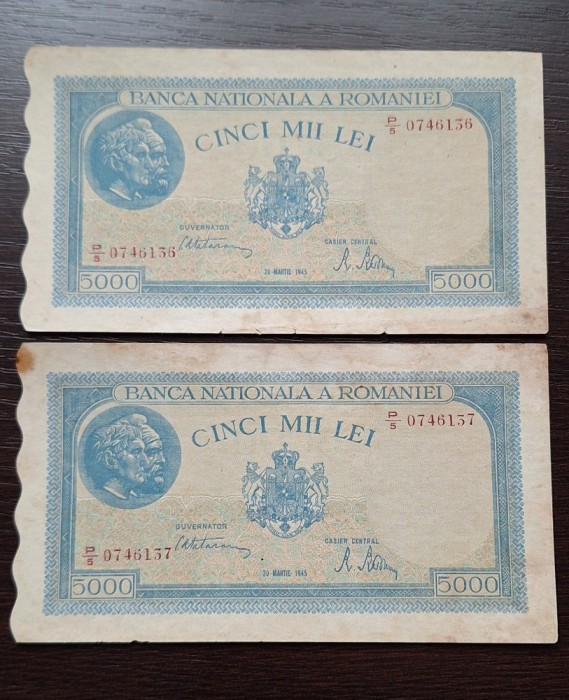 BANCA NATIONALA A ROMANIEI
CINCI MII LEI
P/5 0746136
GUVERNATOR
CASIER CENTRAL
P/5 0746136
20 MARTIE 1945
5000
5000
BANCA NATIONALA A ROMANIEI
CINCI MII LEI
P/5 0746137
GUVERNATOR
CASIER CENTRAL
P/5 0746137
20 MARTIE 1945
5000
5000